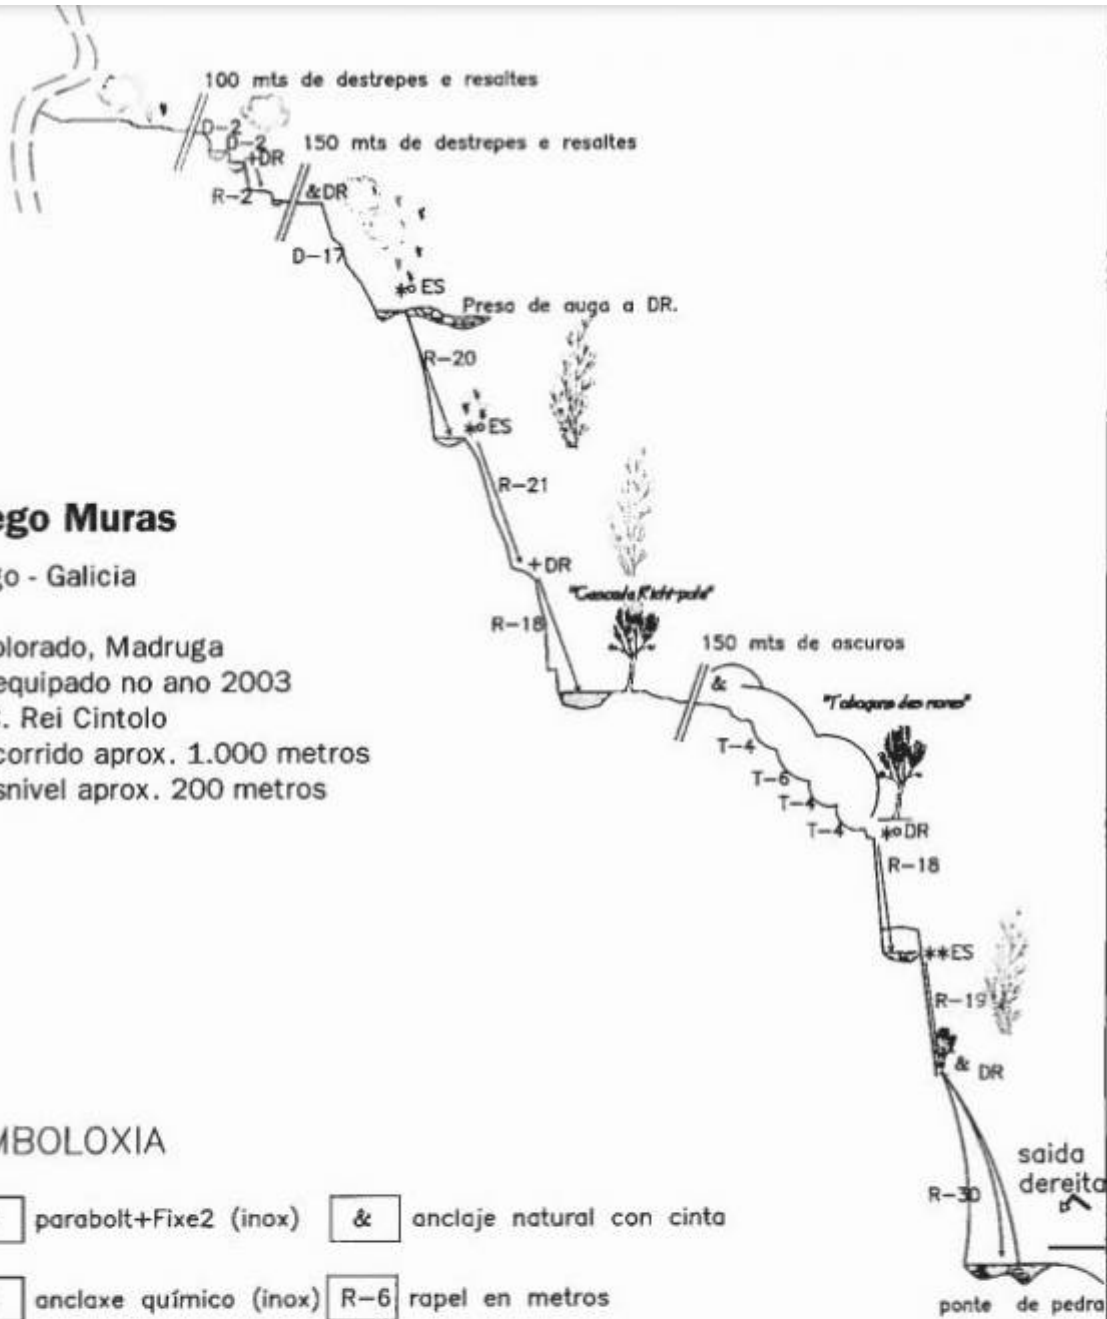 100 mts de destrepes e resaltes
D-2
D-2
150 mts de destrepes e resaltes
+DR
R-2
&DR
D-17
*o ES
Presa de auga a DR.
R-20
*o ES
R-21
ego Muras
+DR
go - Galicia
R-18
150 mts de oscuros
olorado, Madruga
equipado no ano 2003
&
. Rei Cintolo
corrido aprox. 1.000 metros
T-4
snivel aprox. 200 metros
T-6
T-4
T-4
*o DR
R-18
**ES
R-19
& DR
MBOLOXIA
saida
dereita
R-30
parabolt+Fixe2 (inox)
& anclaje natural con cinta
anclaxe químico (inox)
R-6 rapel en metros
ponte de pedra